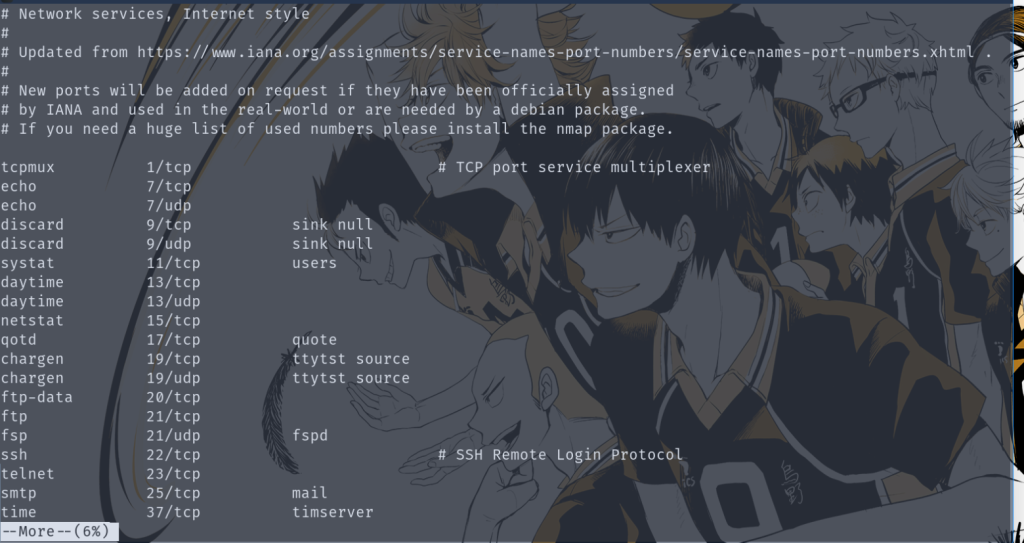 # Network services, Internet style
#
# Updated from https://www.iana.org/assignments/service-names-port-numbers/service-names-port-numbers.xhtml .
#
# New ports will be added on request if they have been officially assigned
# by IANA and used in the real-world or are needed by a debian package.
# If you need a huge list of used numbers please install the nmap package.

tcpmux          1/tcp                           # TCP port service multiplexer
echo            7/tcp
echo            7/udp
discard         9/tcp           sink null
discard         9/udp           sink null
systat          11/tcp          users
daytime         13/tcp
daytime         13/udp
netstat         15/tcp
qotd            17/tcp          quote
chargen         19/tcp          ttytst source
chargen         19/udp          ttytst source
ftp-data        20/tcp
ftp             21/tcp
fsp             21/udp          fspd
ssh             22/tcp                          # SSH Remote Login Protocol
telnet          23/tcp
smtp            25/tcp          mail
time            37/tcp          timserver
--More--(6%)